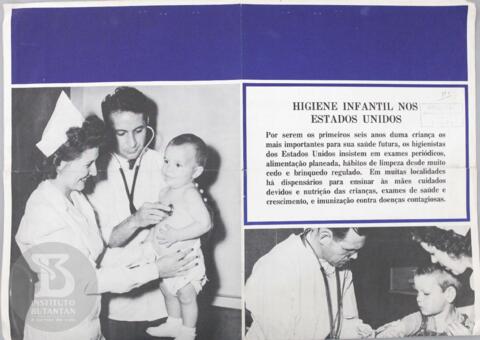 HIGIENE INFANTIL NOS
ESTADOS UNIDOS
Por serem os primeiros seis anos duma criança os
mais importantes para sua saúde futura, os higienistas
dos Estados Unidos insistem em exames periódicos,
alimentação planeada, hábitos de limpeza desde muito
cedo e brinquedo regulado. Em muitas localidades
há dispensários para ensinar às mães cuidados
devidos e nutrição das crianças, exames de saúde e
crescimento, e imunização contra doenças contagiosas.
INSTITUTO
BUTANTAN